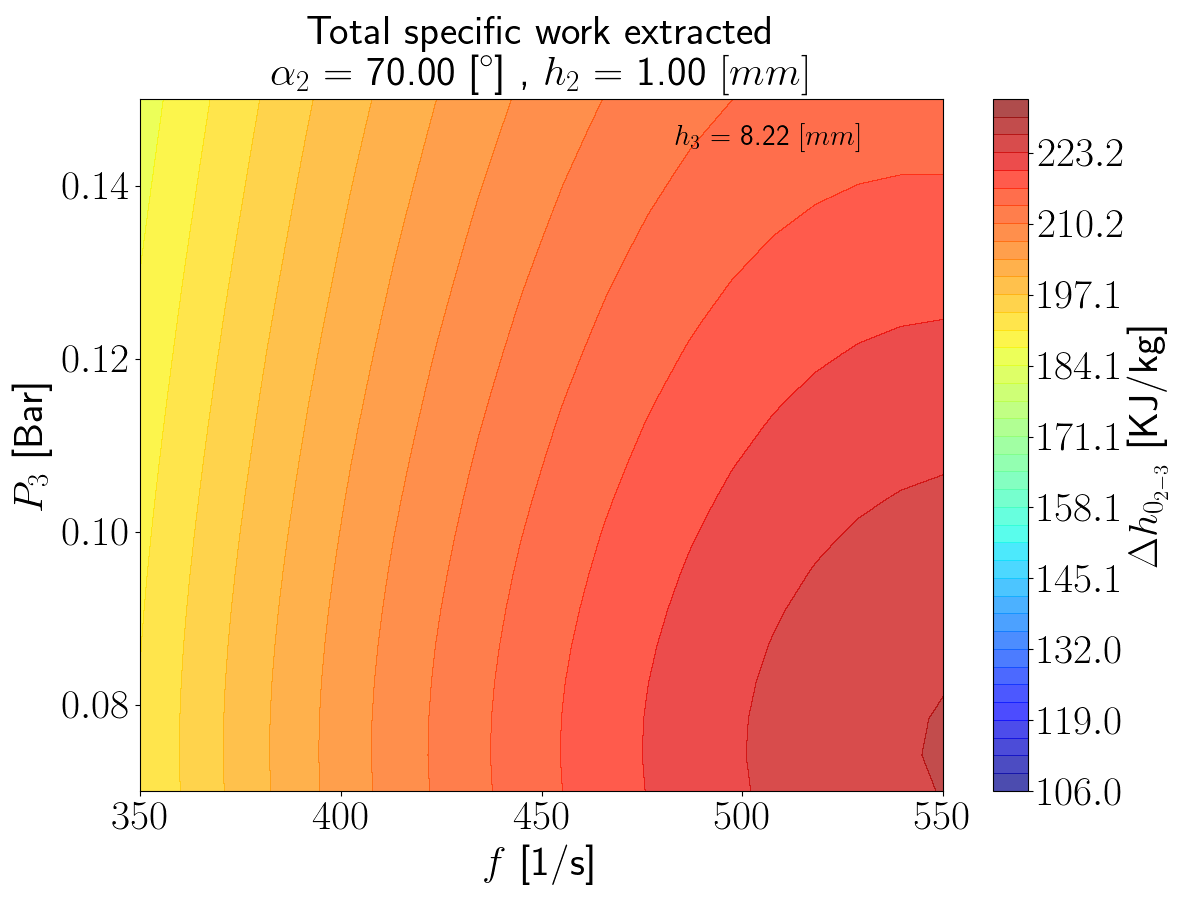 Total specific work extracted
α₂ = 70.00 [°] , h₂ = 1.00 [mm]
h₃ = 8.22 [mm]
0.14
0.12
0.10
0.08
P₃ [Bar]
350 400 450 500 550
f [1/s]
223.2
210.2
197.1
184.1
171.1
158.1
145.1
132.0
119.0
106.0
Δh₀₂₋₃ [KJ/kg]